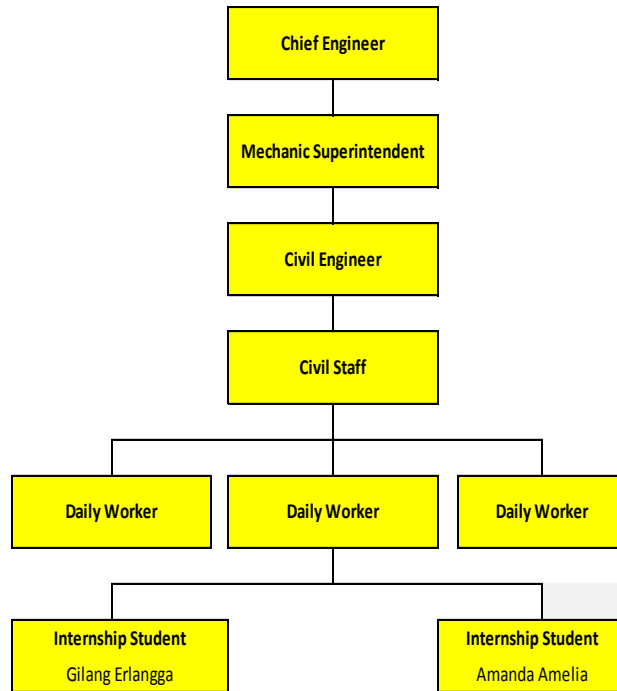 Chief Engineer
Mechanic Superintendent
Civil Engineer
Civil Staff
Daily Worker
Daily Worker
Daily Worker
Internship Student
Gilang Erlangga
Internship Student
Amanda Amelia